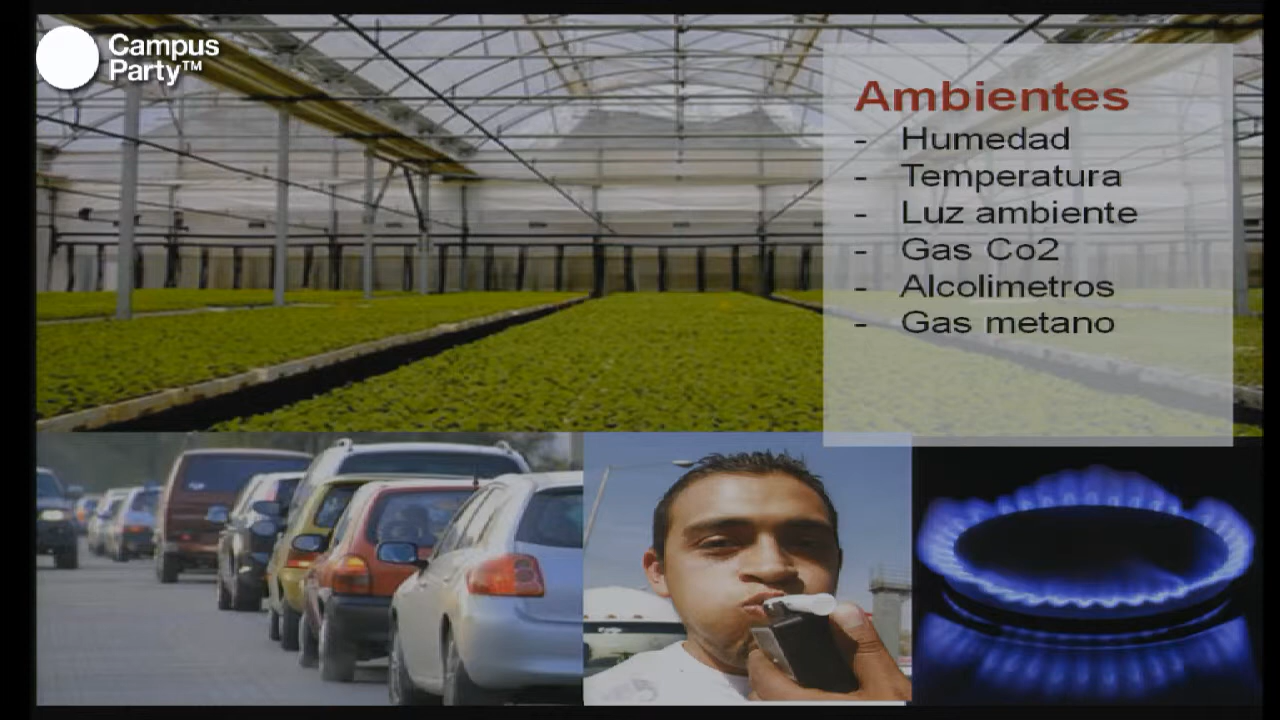 Campus
Party™
Ambientes
- Humedad
- Temperatura
- Luz ambiente
- Gas Co2
- Alcolimetros
- Gas metano